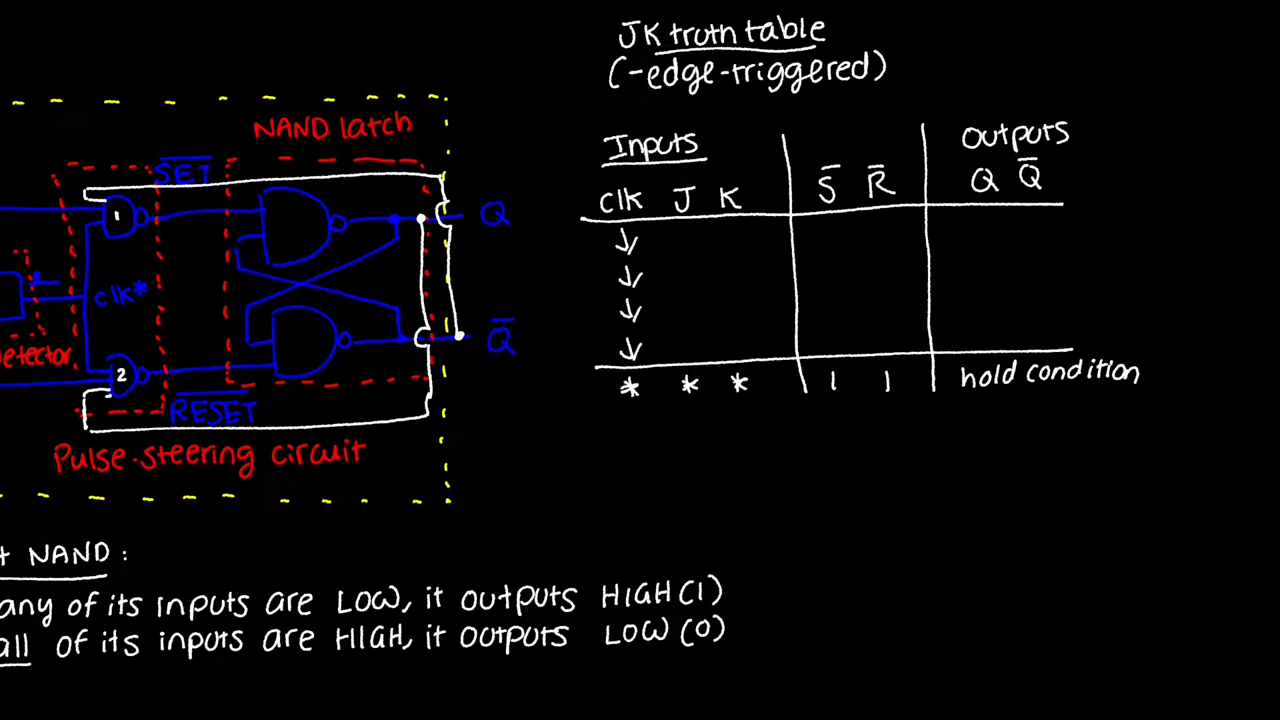 JK truth table
(-edge-triggered)
NAND latch
Inputs
Outputs
SET
clk J K
S̅ R̅
Q Q̅
1
Q
clk*
etector
Q̅
2
* * * 1 1 hold condition
RESET
Pulse-steering circuit
t NAND:
any of its inputs are LOW, it outputs HIGH(1)
all of its inputs are HIGH, it outputs LOW (0)